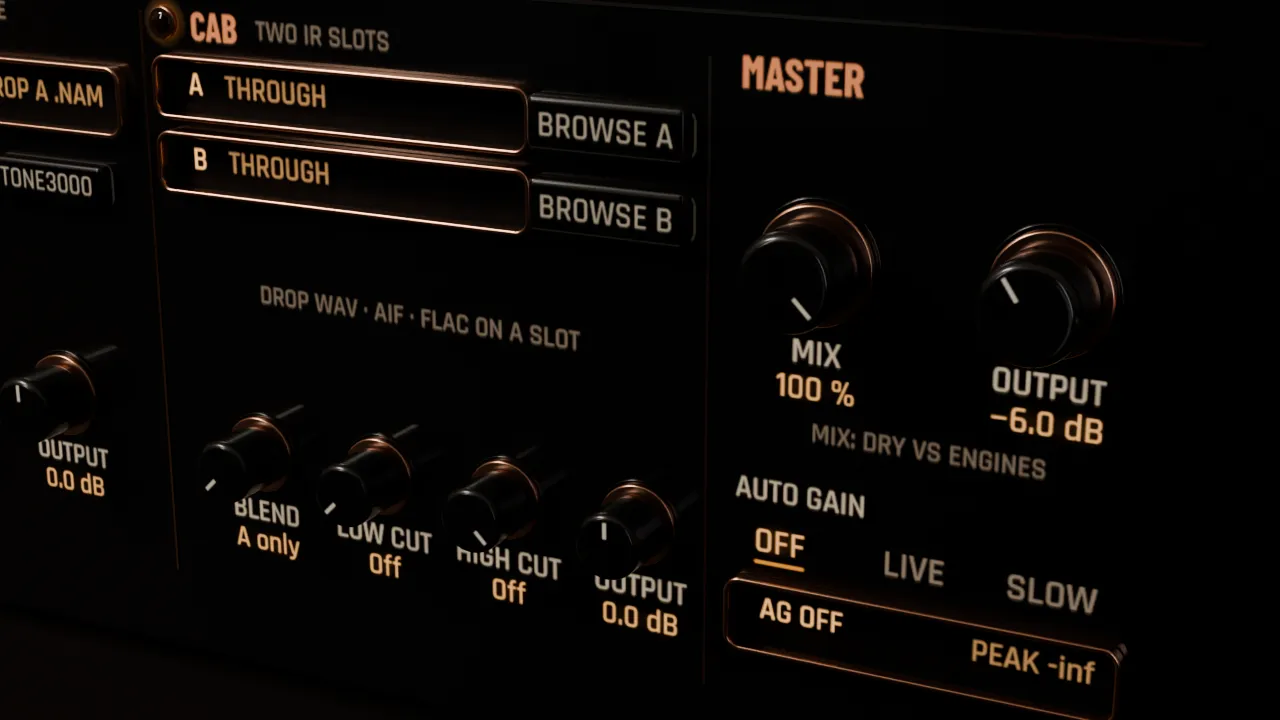 CAB TWO IR SLOTS
A THROUGH
BROWSE A
B THROUGH
BROWSE B
DROP WAV · AIF · FLAC ON A SLOT
A .NAM
TONE3000
OUTPUT
0.0 dB
BLEND
A only
LOW CUT
Off
HIGH CUT
Off
OUTPUT
0.0 dB
MASTER
MIX
100 %
OUTPUT
−6.0 dB
MIX: DRY VS ENGINES
AUTO GAIN
OFF LIVE SLOW
AG OFF
PEAK -inf